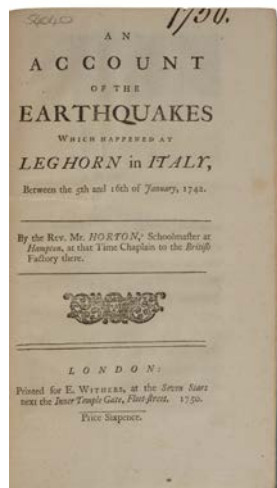 1750.
AN
ACCOUNT
OF THE
EARTHQUAKES
WHICH HAPPENED AT
LEGHORN in ITALY,
Between the 5th and 16th of January, 1742.
By the Rev. Mr. HORTON, Schoolmaster at
Hampton, at that Time Chaplain to the British
Factory there.
LONDON:
Printed for E. WITHERS, at the Seven Stars
next the Inner Temple Gate, Fleet-street. 1750.
Price Sixpence.